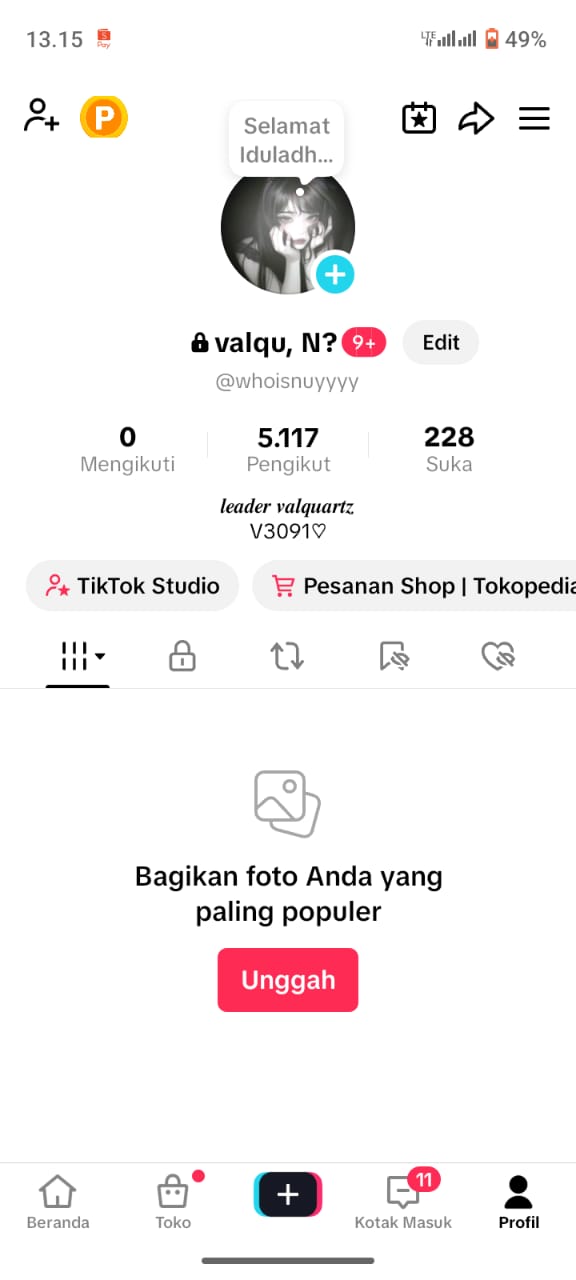 13.15
Pay
LTE
49%
P
Selamat
Iduladh...
valqu, N?
9+
Edit
@whoisnuyyyy
0
Mengikuti
5.117
Pengikut
228
Suka
leader valquartz
V3091♡
TikTok Studio
Pesanan Shop | Tokopedia
Bagikan foto Anda yang
paling populer
Unggah
Beranda
Toko
11
Kotak Masuk
Profil